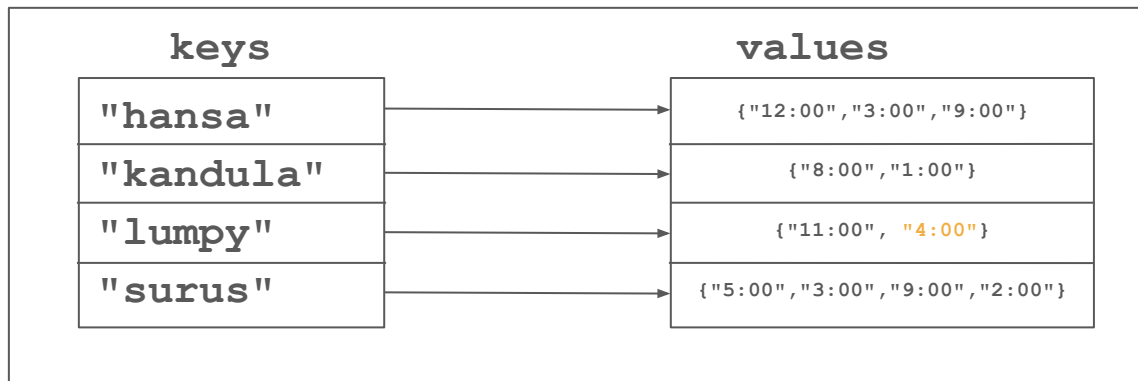 keys values
"hansa" {"12:00","3:00","9:00"}
"kandula" {"8:00","1:00"}
"lumpy" {"11:00", "4:00"}
"surus" {"5:00","3:00","9:00","2:00"}